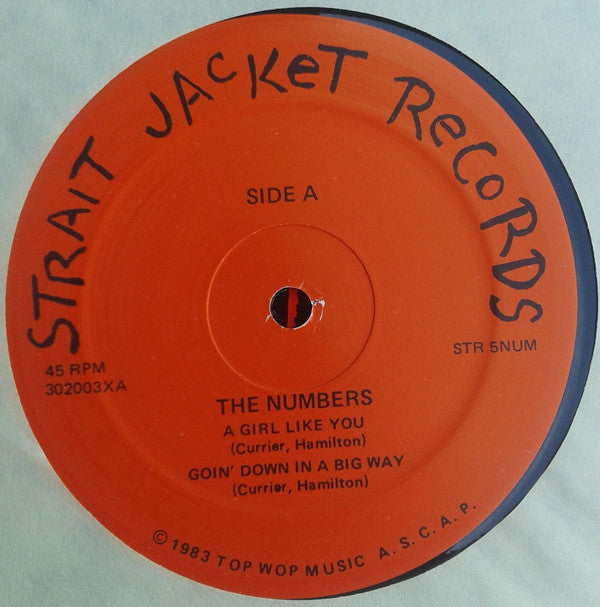 STRAIT JACKET RECORDS
SIDE A
45 RPM
302003XA
STR 5NUM
THE NUMBERS
A GIRL LIKE YOU
(Currier, Hamilton)
GOIN' DOWN IN A BIG WAY
(Currier, Hamilton)
© 1983 TOP WOP MUSIC A. S. C. A. P.